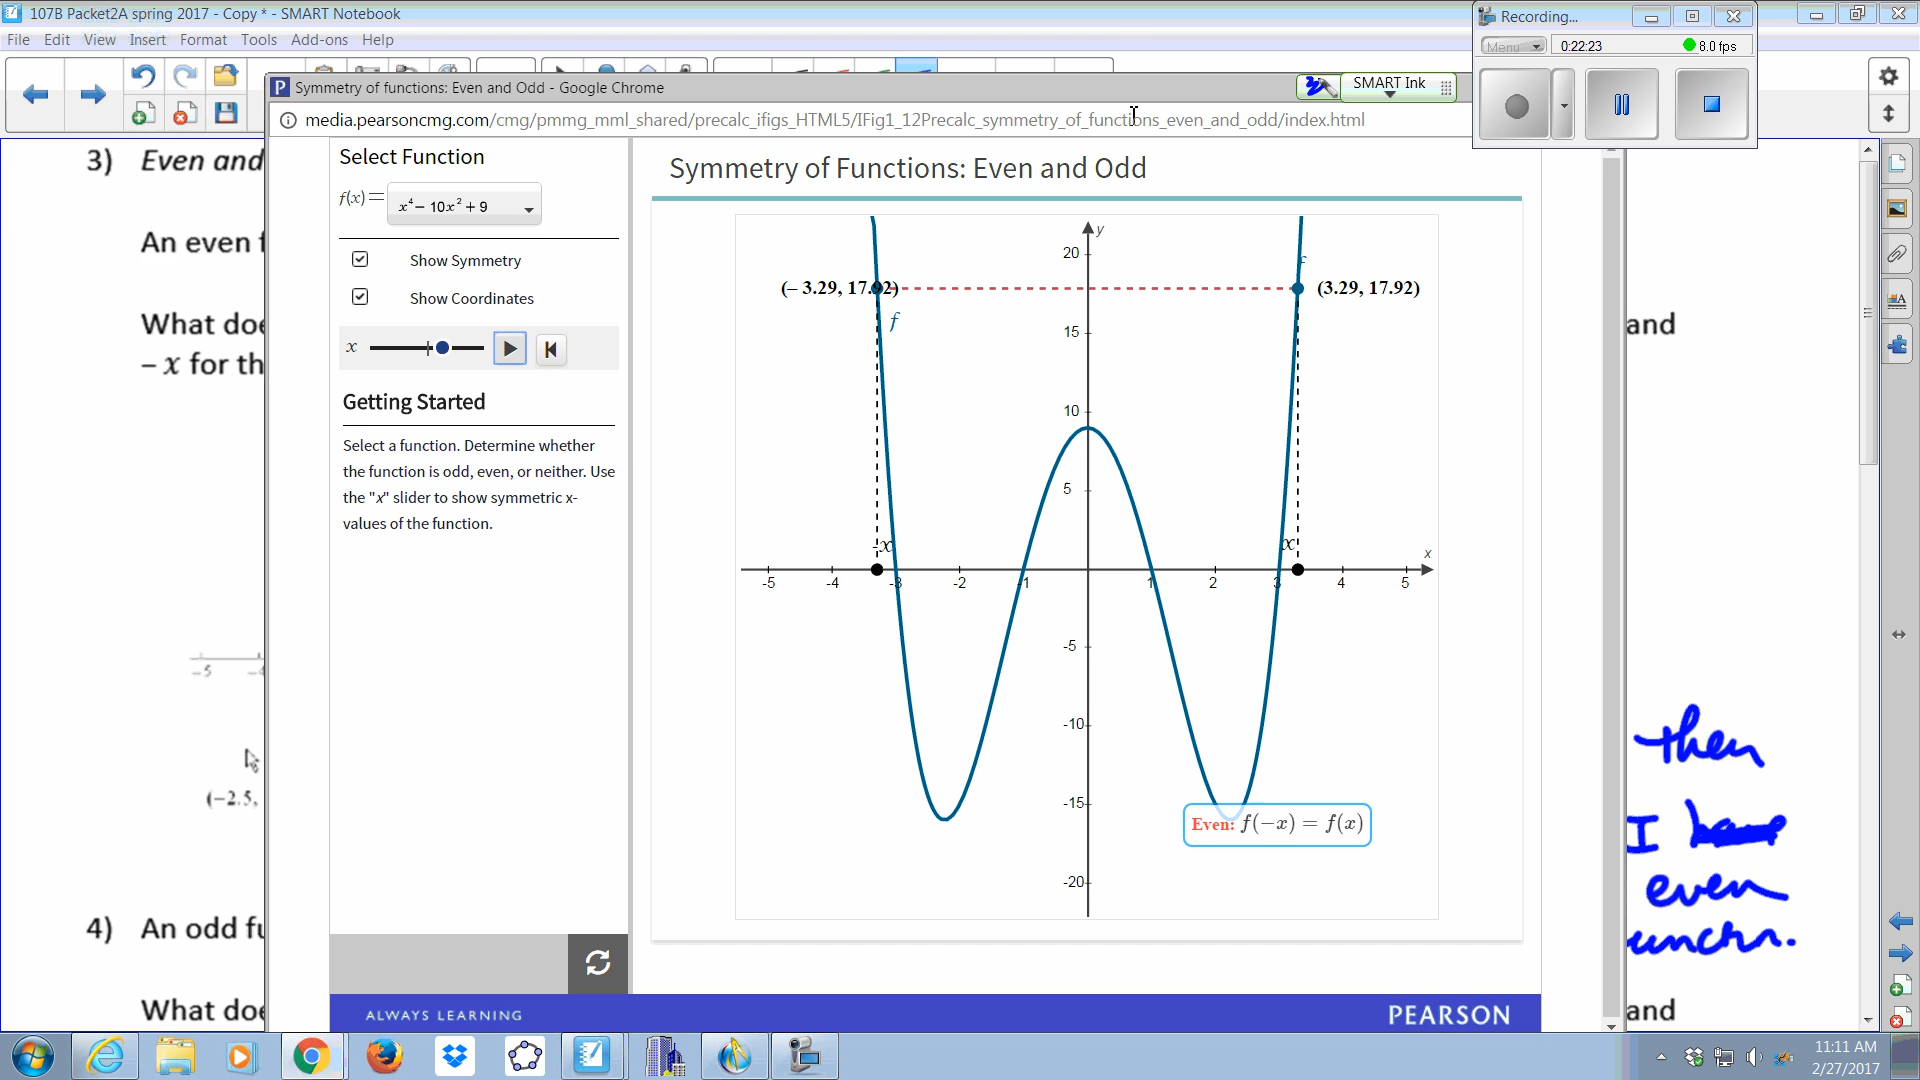 107B Packet2A spring 2017 - Copy * - SMART Notebook
File Edit View Insert Format Tools Add-ons Help
Recording...
Menu 0:22:23 8.0 fps
Symmetry of functions: Even and Odd - Google Chrome
SMART Ink
media.pearsoncmg.com/cmg/pmmg_mml_shared/precalc_ifigs_HTML5/IFig1_12Precalc_symmetry_of_functions_even_and_odd/index.html
3) Even and
An even
What doe
and
– x for th
-5
(−2.5,
4) An odd fu
What doe
and
Select Function
f(x) = x⁴ − 10x² + 9
Show Symmetry
Show Coordinates
x
Getting Started
Select a function. Determine whether
the function is odd, even, or neither. Use
the "x" slider to show symmetric x-
values of the function.
Symmetry of Functions: Even and Odd
y
20
(– 3.29, 17.92) (3.29, 17.92)
f
15
10
5
-x x
x
-5 -4 -3 -2 -1 1 2 3 4 5
-5
-10
-15
Even: f(−x) = f(x)
-20
then
I
even
ALWAYS LEARNING PEARSON
11:11 AM
2/27/2017